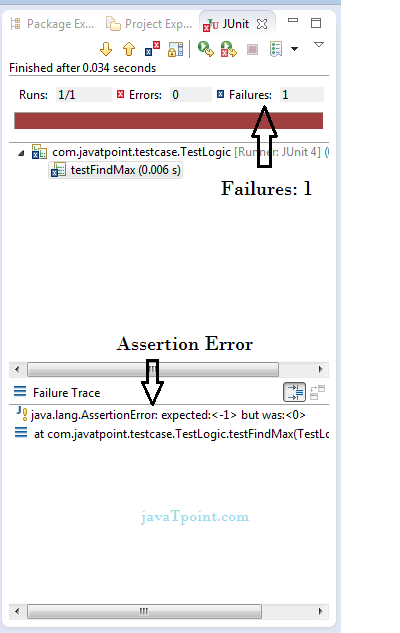 Package Ex... Project Exp... JUnit
Finished after 0.034 seconds
Runs: 1/1 Errors: 0 Failures: 1
com.javatpoint.testcase.TestLogic [Runner: JUnit 4] (
testFindMax (0.006 s)
Failures: 1
Assertion Error
Failure Trace
java.lang.AssertionError: expected:<-1> but was:<0>
at com.javatpoint.testcase.TestLogic.testFindMax(TestLo
javaTpoint.com